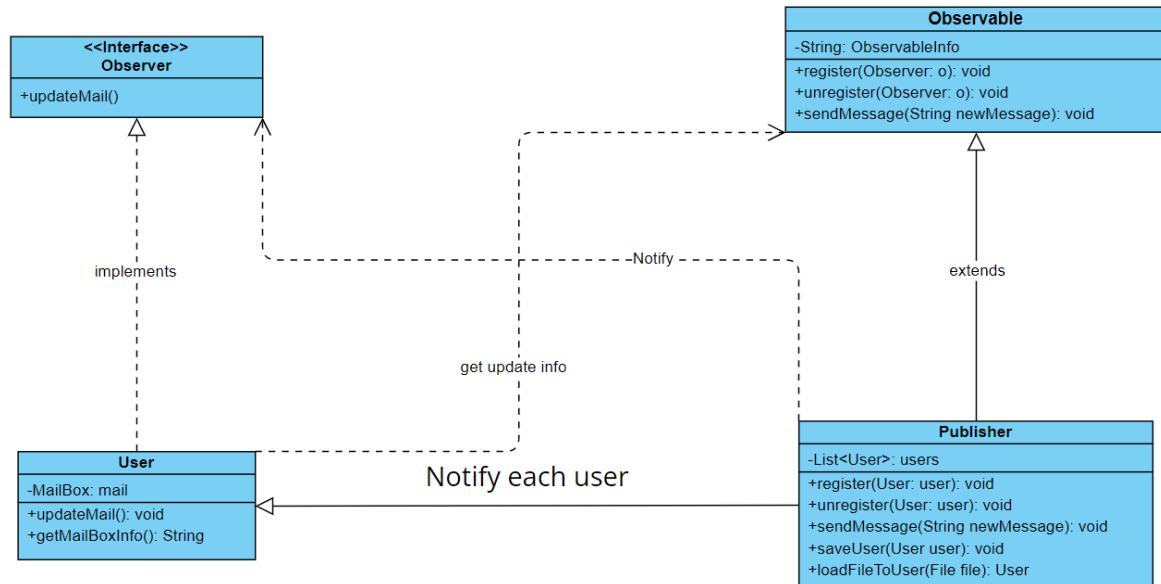 <<Interface>>
Observer
+updateMail()
Observable
-String: ObservableInfo
+register(Observer: o): void
+unregister(Observer: o): void
+sendMessage(String newMessage): void
implements
Notify
extends
get update info
User
-MailBox: mail
+updateMail(): void
+getMailBoxInfo(): String
Notify each user
Publisher
-List<User>: users
+register(User: user): void
+unregister(User: user): void
+sendMessage(String newMessage): void
+saveUser(User user): void
+loadFileToUser(File file): User